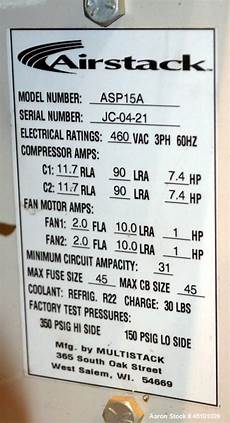 Airstack
MODEL NUMBER: ASP15A
SERIAL NUMBER: JC-04-21
ELECTRICAL RATINGS: 460 VAC 3PH 60HZ
COMPRESSOR AMPS:
C1: 11.7 RLA 90 LRA 7.4 HP
C2: 11.7 RLA 90 LRA 7.4 HP
FAN MOTOR AMPS:
FAN1: 2.0 FLA 10.0 LRA 1 HP
FAN2: 2.0 FLA 10.0 LRA 1 HP
MINIMUM CIRCUIT AMPACITY: 31
MAX FUSE SIZE 45 MAX CB SIZE 45
COOLANT: REFRIG. R22 CHARGE: 30 LBS
FACTORY TEST PRESSURES:
350 PSIG HI SIDE 150 PSIG LO SIDE
Mfg. by MULTISTACK
365 South Oak Street
West Salem, WI. 54669
Aaron Stock #